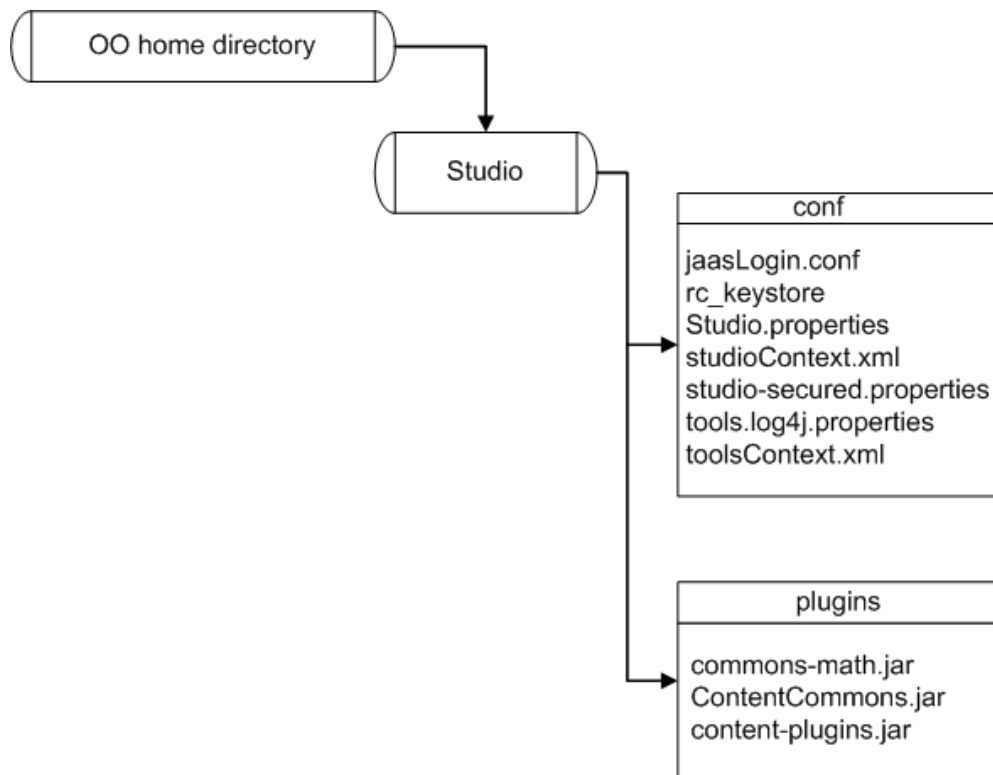 OO home directory
Studio
conf
jaasLogin.conf
rc_keystore
Studio.properties
studioContext.xml
studio-secured.properties
tools.log4j.properties
toolsContext.xml
plugins
commons-math.jar
ContentCommons.jar
content-plugins.jar